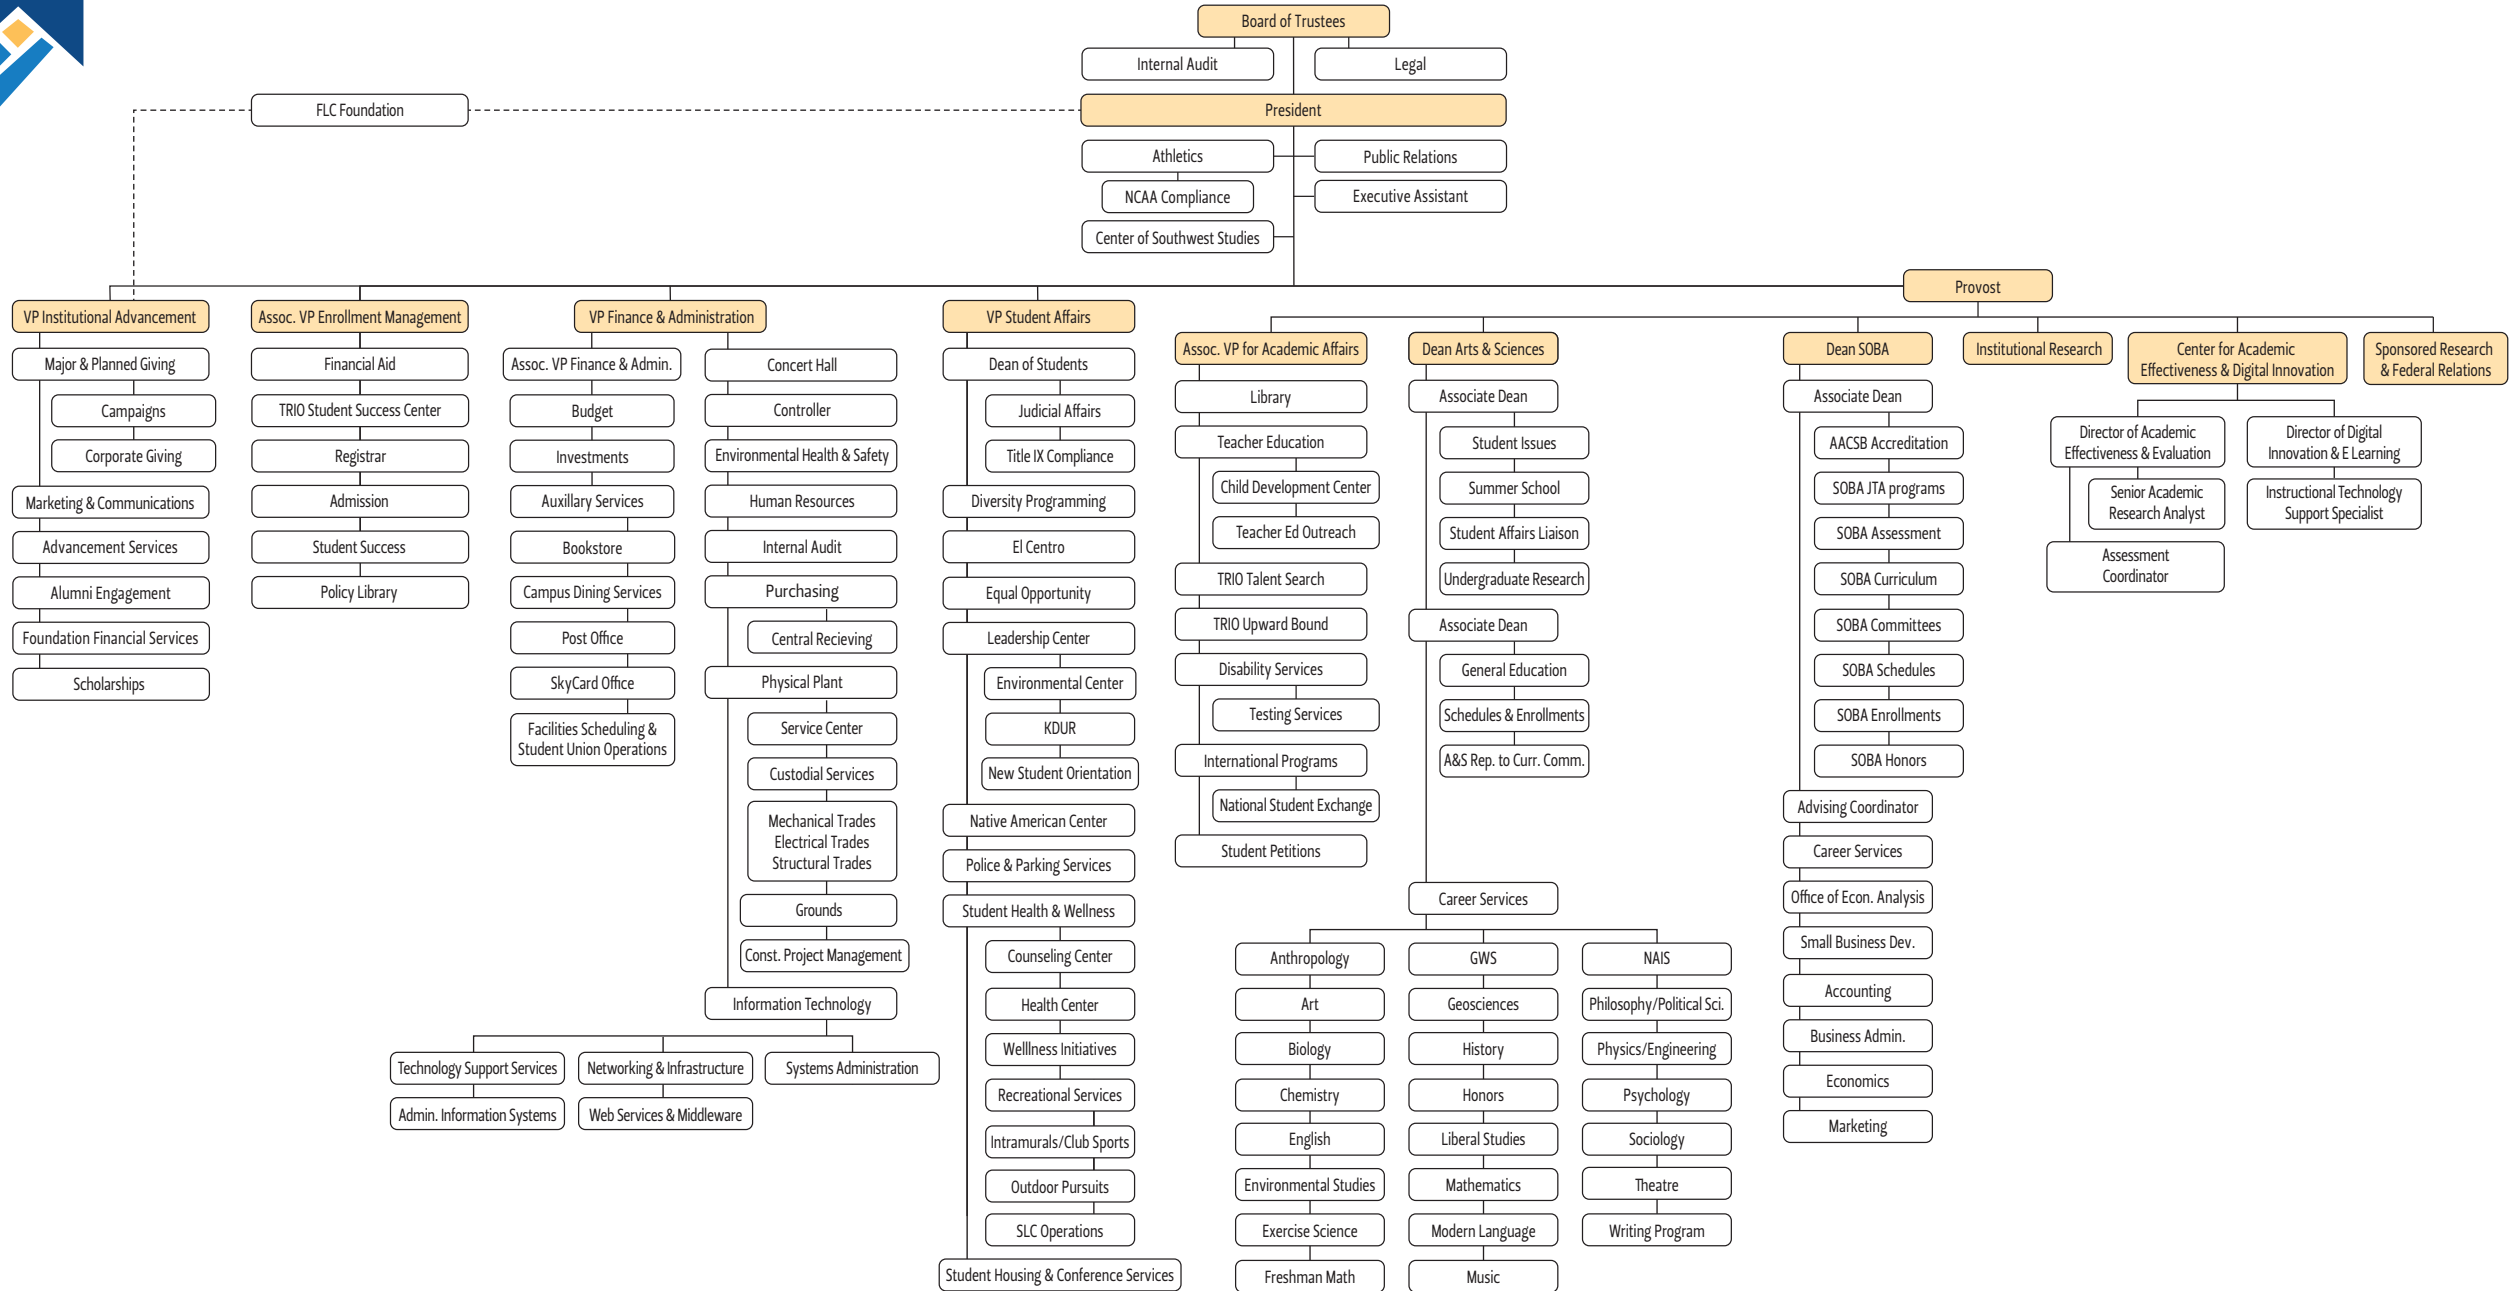 Board of Trustees
Internal Audit
Legal
FLC Foundation
President
Athletics
Public Relations
NCAA Compliance
Executive Assistant
Center of Southwest Studies
Provost
VP Institutional Advancement
Major & Planned Giving
Campaigns
Corporate Giving
Marketing & Communications
Advancement Services
Alumni Engagement
Foundation Financial Services
Scholarships
Assoc. VP Enrollment Management
Financial Aid
TRIO Student Success Center
Registrar
Admission
Student Success
Policy Library
VP Finance & Administration
Assoc. VP Finance & Admin.
Budget
Investments
Auxillary Services
Bookstore
Campus Dining Services
Post Office
SkyCard Office
Facilities Scheduling &
Student Union Operations
Concert Hall
Controller
Environmental Health & Safety
Human Resources
Internal Audit
Purchasing
Central Recieving
Physical Plant
Service Center
Custodial Services
Mechanical Trades
Electrical Trades
Structural Trades
Grounds
Const. Project Management
Information Technology
Technology Support Services
Networking & Infrastructure
Systems Administration
Admin. Information Systems
Web Services & Middleware
VP Student Affairs
Dean of Students
Judicial Affairs
Title IX Compliance
Diversity Programming
El Centro
Equal Opportunity
Leadership Center
Environmental Center
KDUR
New Student Orientation
Native American Center
Police & Parking Services
Student Health & Wellness
Counseling Center
Health Center
Welllness Initiatives
Recreational Services
Intramurals/Club Sports
Outdoor Pursuits
SLC Operations
Student Housing & Conference Services
Assoc. VP for Academic Affairs
Library
Teacher Education
Child Development Center
Teacher Ed Outreach
TRIO Talent Search
TRIO Upward Bound
Disability Services
Testing Services
International Programs
National Student Exchange
Student Petitions
Dean Arts & Sciences
Associate Dean
Student Issues
Summer School
Student Affairs Liaison
Undergraduate Research
Associate Dean
General Education
Schedules & Enrollments
A&S Rep. to Curr. Comm.
Career Services
Anthropology
Art
Biology
Chemistry
English
Environmental Studies
Exercise Science
Freshman Math
GWS
Geosciences
History
Honors
Liberal Studies
Mathematics
Modern Language
Music
NAIS
Philosophy/Political Sci.
Physics/Engineering
Psychology
Sociology
Theatre
Writing Program
Dean SOBA
Associate Dean
AACSB Accreditation
SOBA JTA programs
SOBA Assessment
SOBA Curriculum
SOBA Committees
SOBA Schedules
SOBA Enrollments
SOBA Honors
Advising Coordinator
Career Services
Office of Econ. Analysis
Small Business Dev.
Accounting
Business Admin.
Economics
Marketing
Institutional Research
Center for Academic
Effectiveness & Digital Innovation
Director of Academic
Effectiveness & Evaluation
Senior Academic
Research Analyst
Assessment
Coordinator
Director of Digital
Innovation & E Learning
Instructional Technology
Support Specialist
Sponsored Research
& Federal Relations